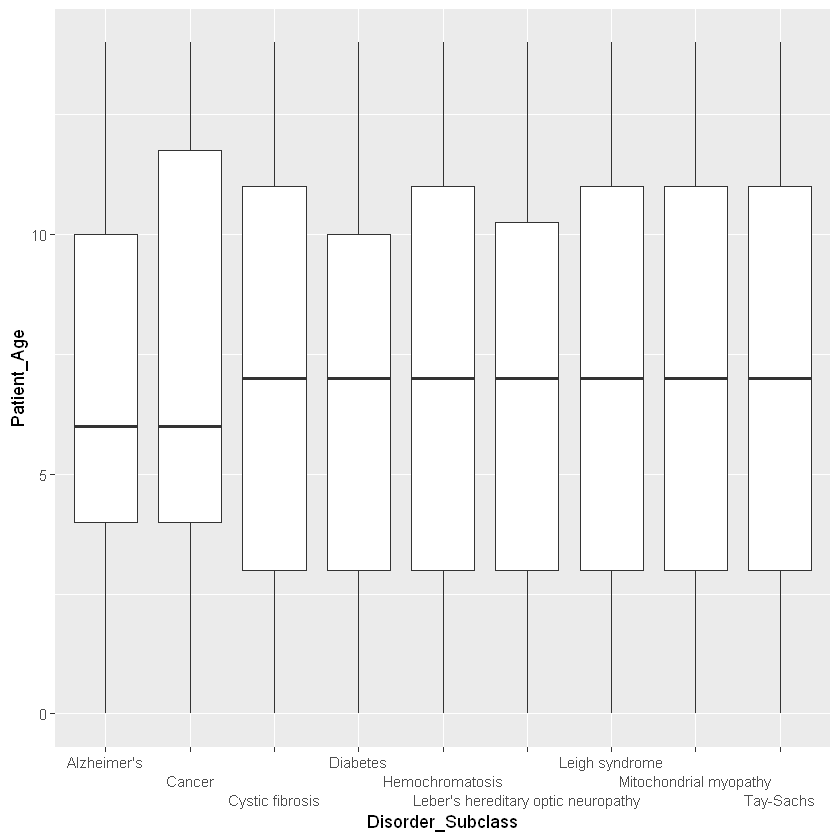 Patient_Age
10
5
0
Alzheimer's
Diabetes
Leigh syndrome
Cancer
Hemochromatosis
Mitochondrial myopathy
Cystic fibrosis
Leber's hereditary optic neuropathy
Tay-Sachs
Disorder_Subclass